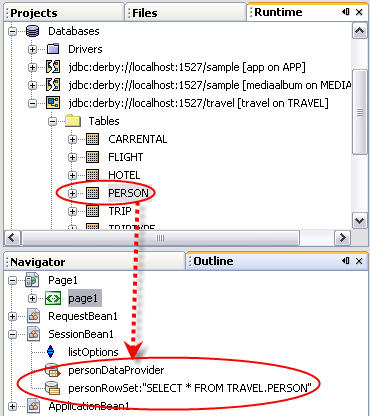 Projects Files Runtime
Databases
Drivers
jdbc:derby://localhost:1527/sample [app on APP]
jdbc:derby://localhost:1527/sample [mediaalbum on MEDIA
jdbc:derby://localhost:1527/travel [travel on TRAVEL]
Tables
CARRENTAL
FLIGHT
HOTEL
PERSON
TRIP
TRIPTYPE
Navigator Outline
Page1
page1
RequestBean1
SessionBean1
listOptions
personDataProvider
personRowSet:"SELECT * FROM TRAVEL.PERSON"
ApplicationBean1